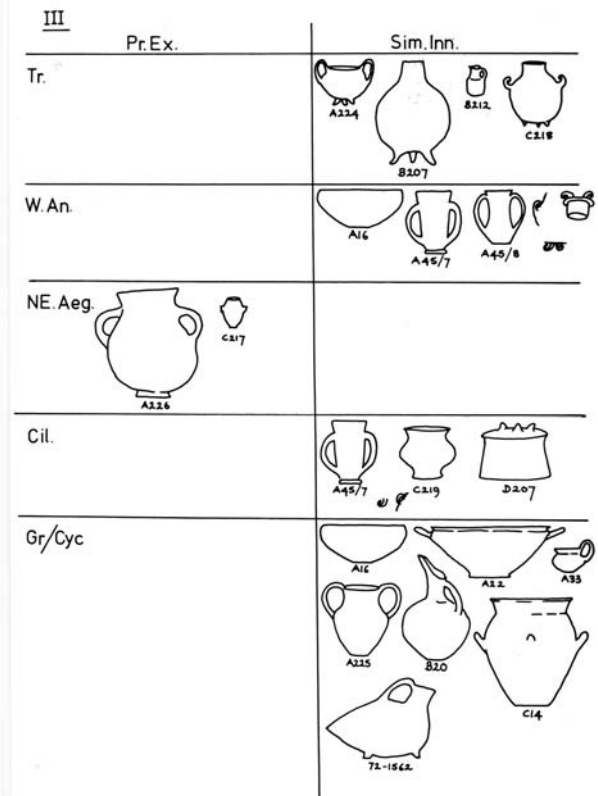 III
Pr.Ex. Sim.Inn.
Tr.
A224
B207
B212
C218
W.An.
A16
A45/7
A45/8
NE.Aeg.
A226
C217
Cil.
A45/7
C219
D207
Gr/Cyc
A16
A22
A33
A225
B20
C14
72-1562